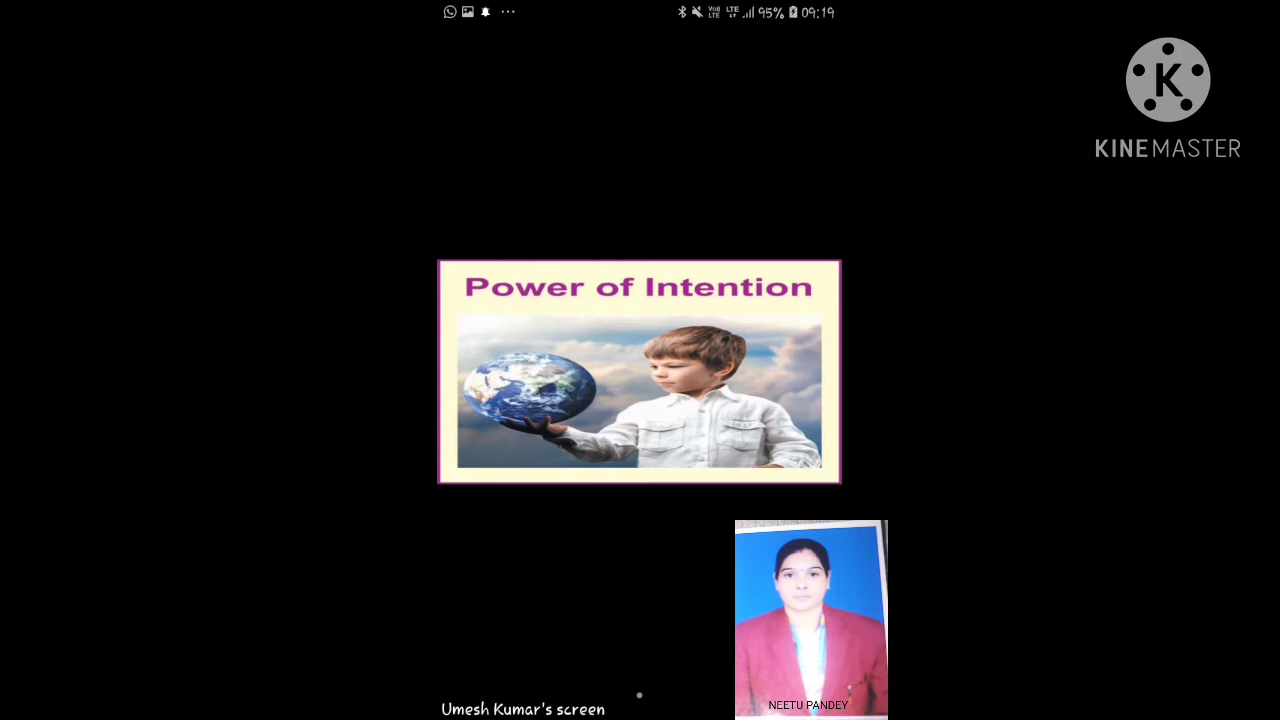 95% 09:19
K
KINEMASTER
Power of Intention
NEETU PANDEY
Umesh Kumar's screen